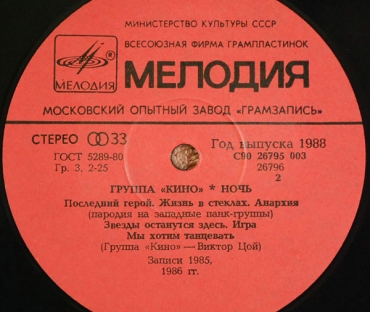 МИНИСТЕРСТВО КУЛЬТУРЫ СССР
ВСЕСОЮЗНАЯ ФИРМА ГРАМПЛАСТИНОК
МЕЛОДИЯ
МЕЛОДИЯ
МОСКОВСКИЙ ОПЫТНЫЙ ЗАВОД «ГРАМЗАПИСЬ»
СТЕРЕО 33
Год выпуска 1988
ГОСТ 5289-80
С90 26795 003
Гр. 3, 2-25
26796
2
ГРУППА «КИНО» * НОЧЬ
Последний герой. Жизнь в стеклах. Анархия
(пародия на западные панк-группы)
Звезды останутся здесь. Игра
Мы хотим танцевать
(Группа «Кино» — Виктор Цой)
Записи 1985,
1986 гг.